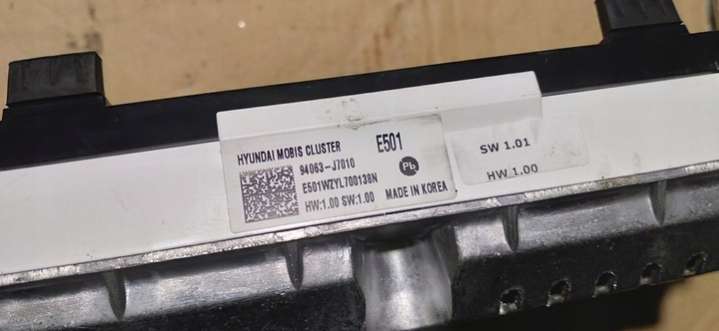 HYUNDAI MOBIS CLUSTER
E501
94063-J7010
E501WZYL700138N
Pb
HW:1.00 SW:1.00
MADE IN KOREA
SW 1.01
HW 1.00